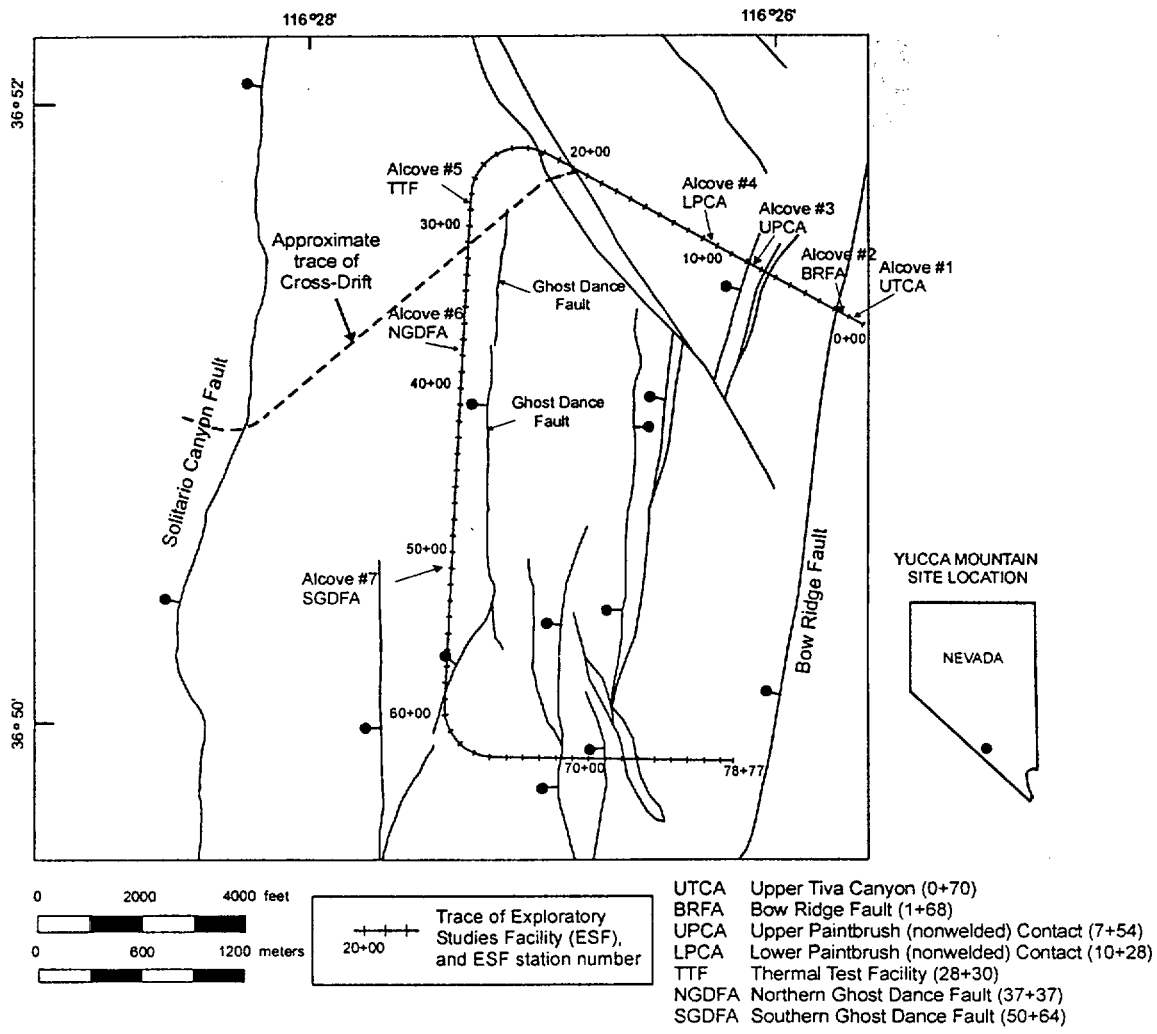 116°28'
116°26'
36°52'
20+00
Alcove #5
TTF
Alcove #4
LPCA
Alcove #3
UPCA
30+00
10+00
Approximate
trace of
Cross-Drift
Alcove #2
BRFA
Alcove #1
UTCA
Ghost Dance
Fault
0+00
Alcove #6
NGDFA
40+00
Ghost Dance
Fault
Solitario Canyon Fault
50+00
Alcove #7
SGDFA
Bow Ridge Fault
YUCCA MOUNTAIN
SITE LOCATION
NEVADA
36°50'
60+00
70+00
78+77
0 2000 4000 feet
0 600 1200 meters
20+00
Trace of Exploratory
Studies Facility (ESF),
and ESF station number
UTCA Upper Tiva Canyon (0+70)
BRFA Bow Ridge Fault (1+68)
UPCA Upper Paintbrush (nonwelded) Contact (7+54)
LPCA Lower Paintbrush (nonwelded) Contact (10+28)
TTF Thermal Test Facility (28+30)
NGDFA Northern Ghost Dance Fault (37+37)
SGDFA Southern Ghost Dance Fault (50+64)